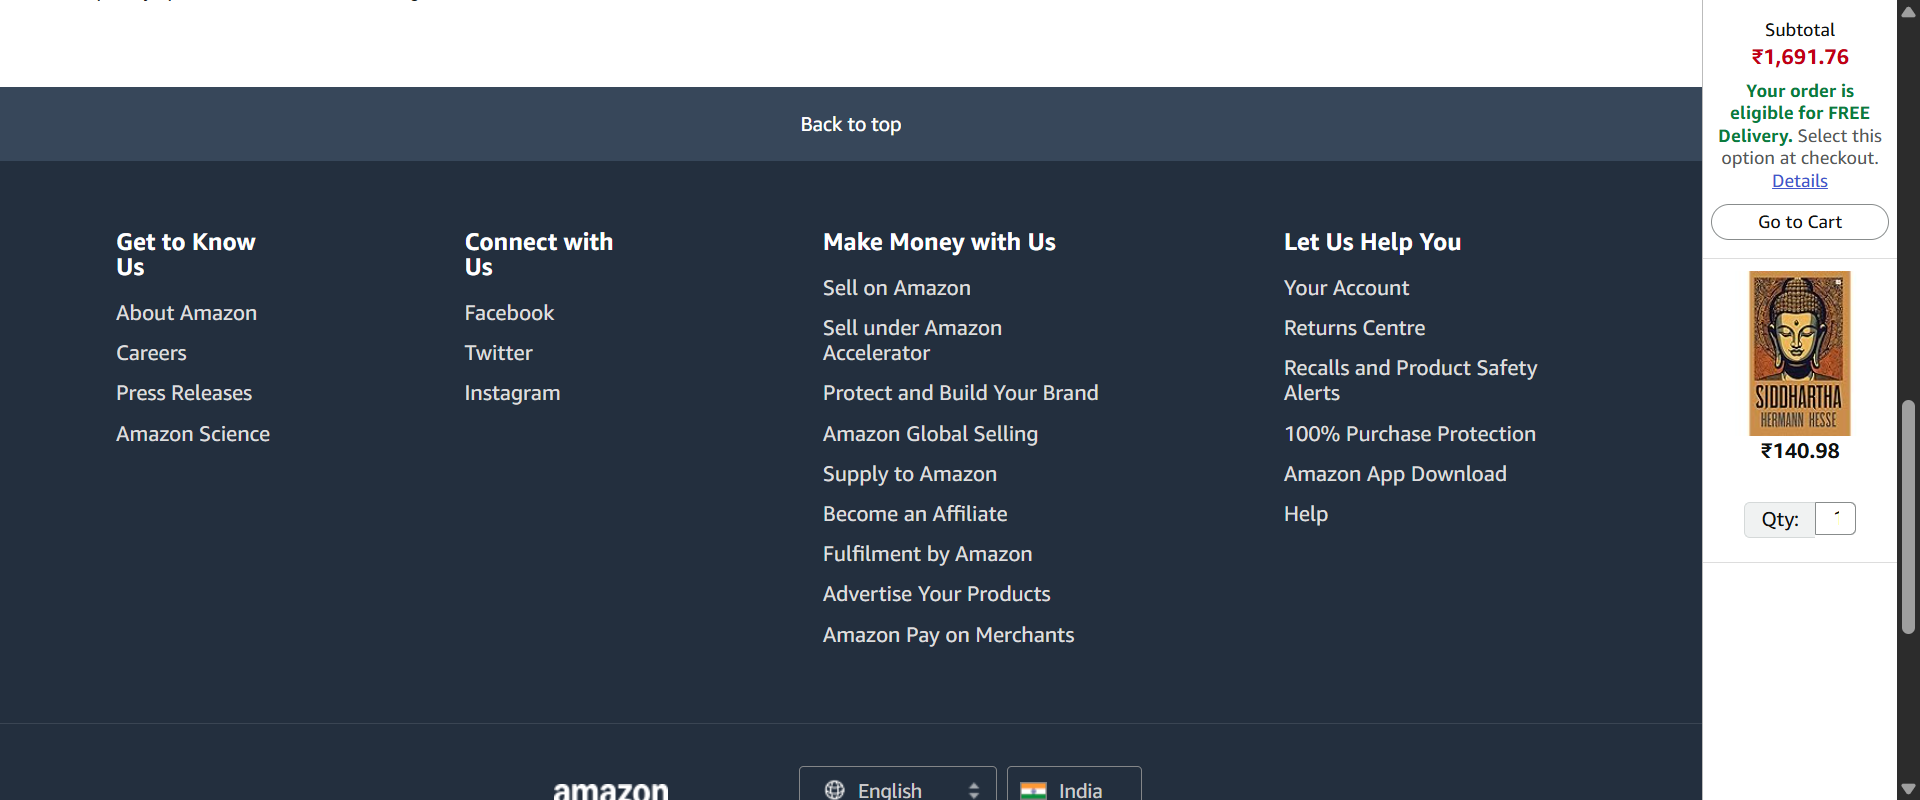 Back to top
Get to Know
Us
About Amazon
Careers
Press Releases
Amazon Science
Connect with
Us
Facebook
Twitter
Instagram
Make Money with Us
Sell on Amazon
Sell under Amazon
Accelerator
Protect and Build Your Brand
Amazon Global Selling
Supply to Amazon
Become an Affiliate
Fulfilment by Amazon
Advertise Your Products
Amazon Pay on Merchants
Let Us Help You
Your Account
Returns Centre
Recalls and Product Safety
Alerts
100% Purchase Protection
Amazon App Download
Help
amazon
English
India
Subtotal
₹1,691.76
Your order is
eligible for FREE
Delivery. Select this
option at checkout.
Details
Go to Cart
SIDDHARTHA
HERMANN HESSE
₹140.98
Qty: